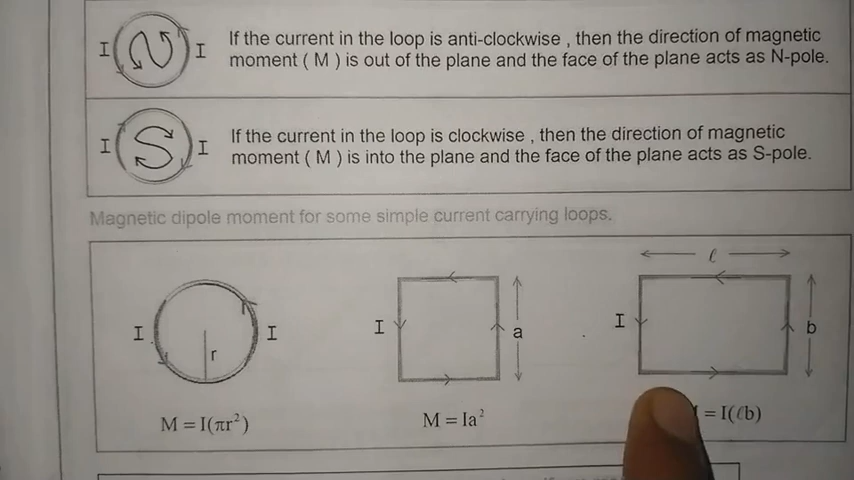 I I If the current in the loop is anti-clockwise , then the direction of magnetic
moment ( M ) is out of the plane and the face of the plane acts as N-pole.
I I If the current in the loop is clockwise , then the direction of magnetic
moment ( M ) is into the plane and the face of the plane acts as S-pole.
Magnetic dipole moment for some simple current carrying loops.
ℓ
I r I
I a
I b
M = I(πr²)
M = Ia²
= I(ℓb)